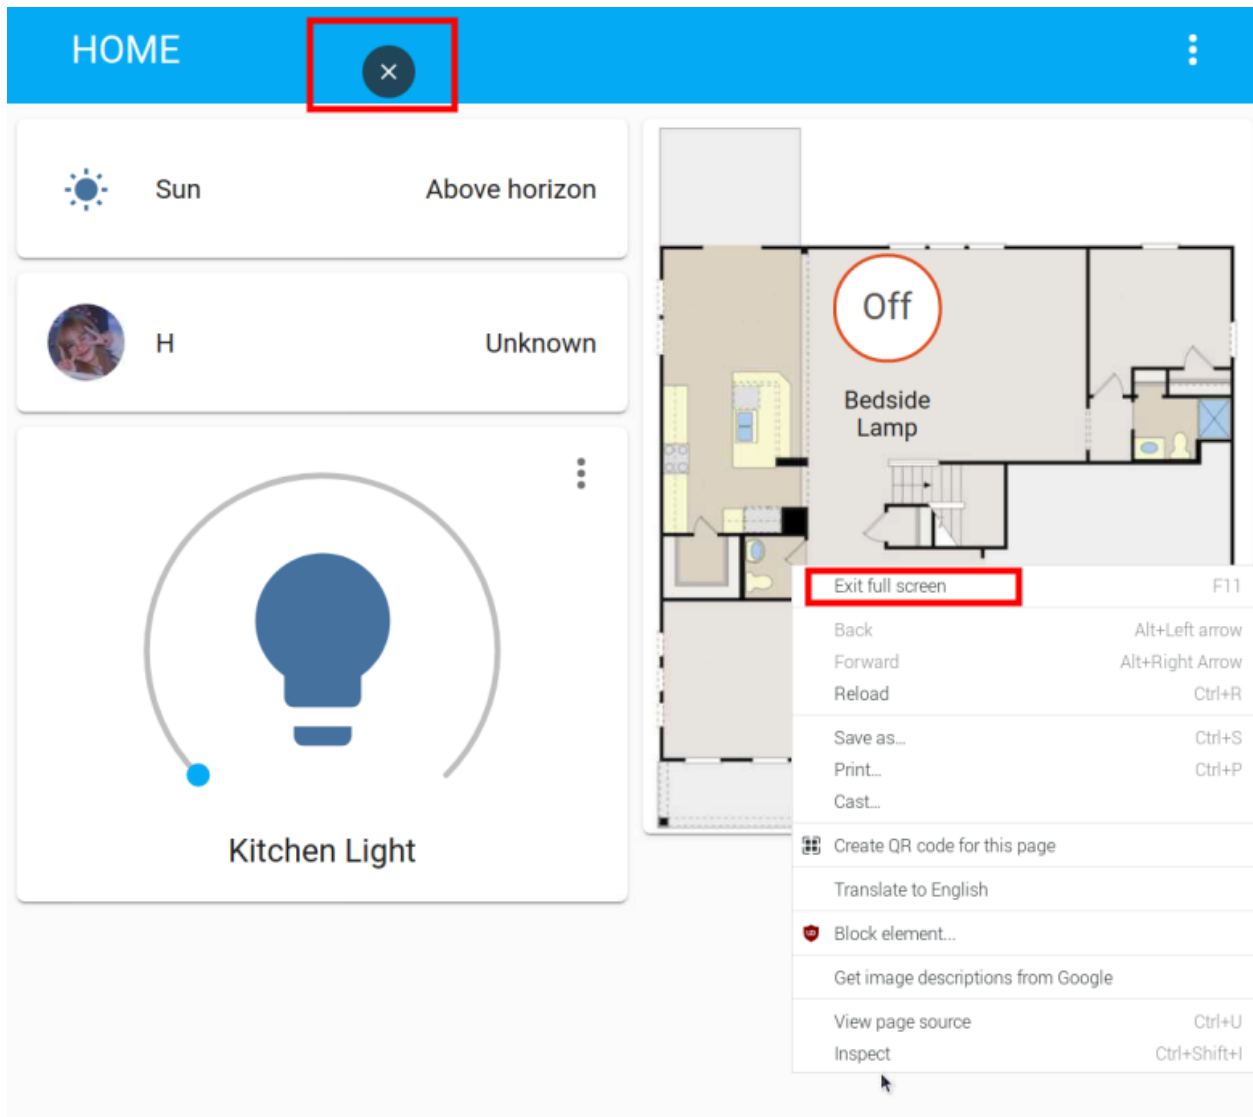 HOME
Sun Above horizon
H Unknown
Kitchen Light
Off
Bedside
Lamp
Exit full screen F11
Back Alt+Left arrow
Forward Alt+Right Arrow
Reload Ctrl+R
Save as... Ctrl+S
Print... Ctrl+P
Cast...
Create QR code for this page
Translate to English
Block element...
Get image descriptions from Google
View page source Ctrl+U
Inspect Ctrl+Shift+I